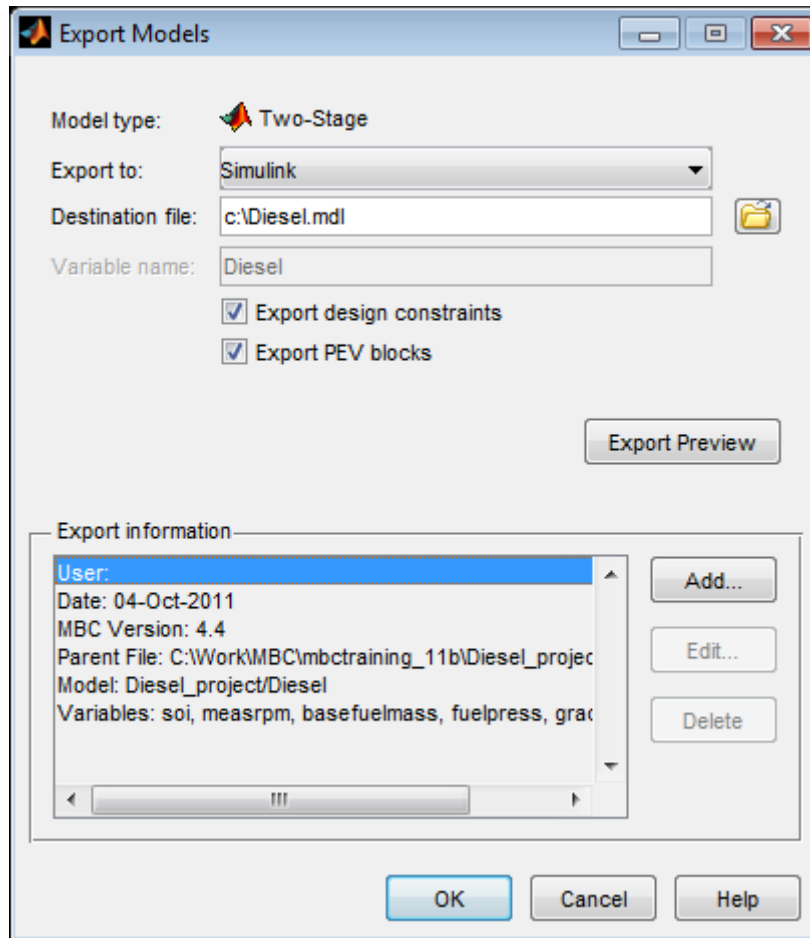 Export Models
Model type: Two-Stage
Export to: Simulink
Destination file: c:\Diesel.mdl
Variable name: Diesel
Export design constraints
Export PEV blocks
Export Preview
Export information
User:
Date: 04-Oct-2011
MBC Version: 4.4
Parent File: C:\Work\MBC\mbctraining_11b\Diesel_projec
Model: Diesel_project/Diesel
Variables: soi, measrpm, basefuelmass, fuelpress, grac
Add...
Edit...
Delete
OK Cancel Help